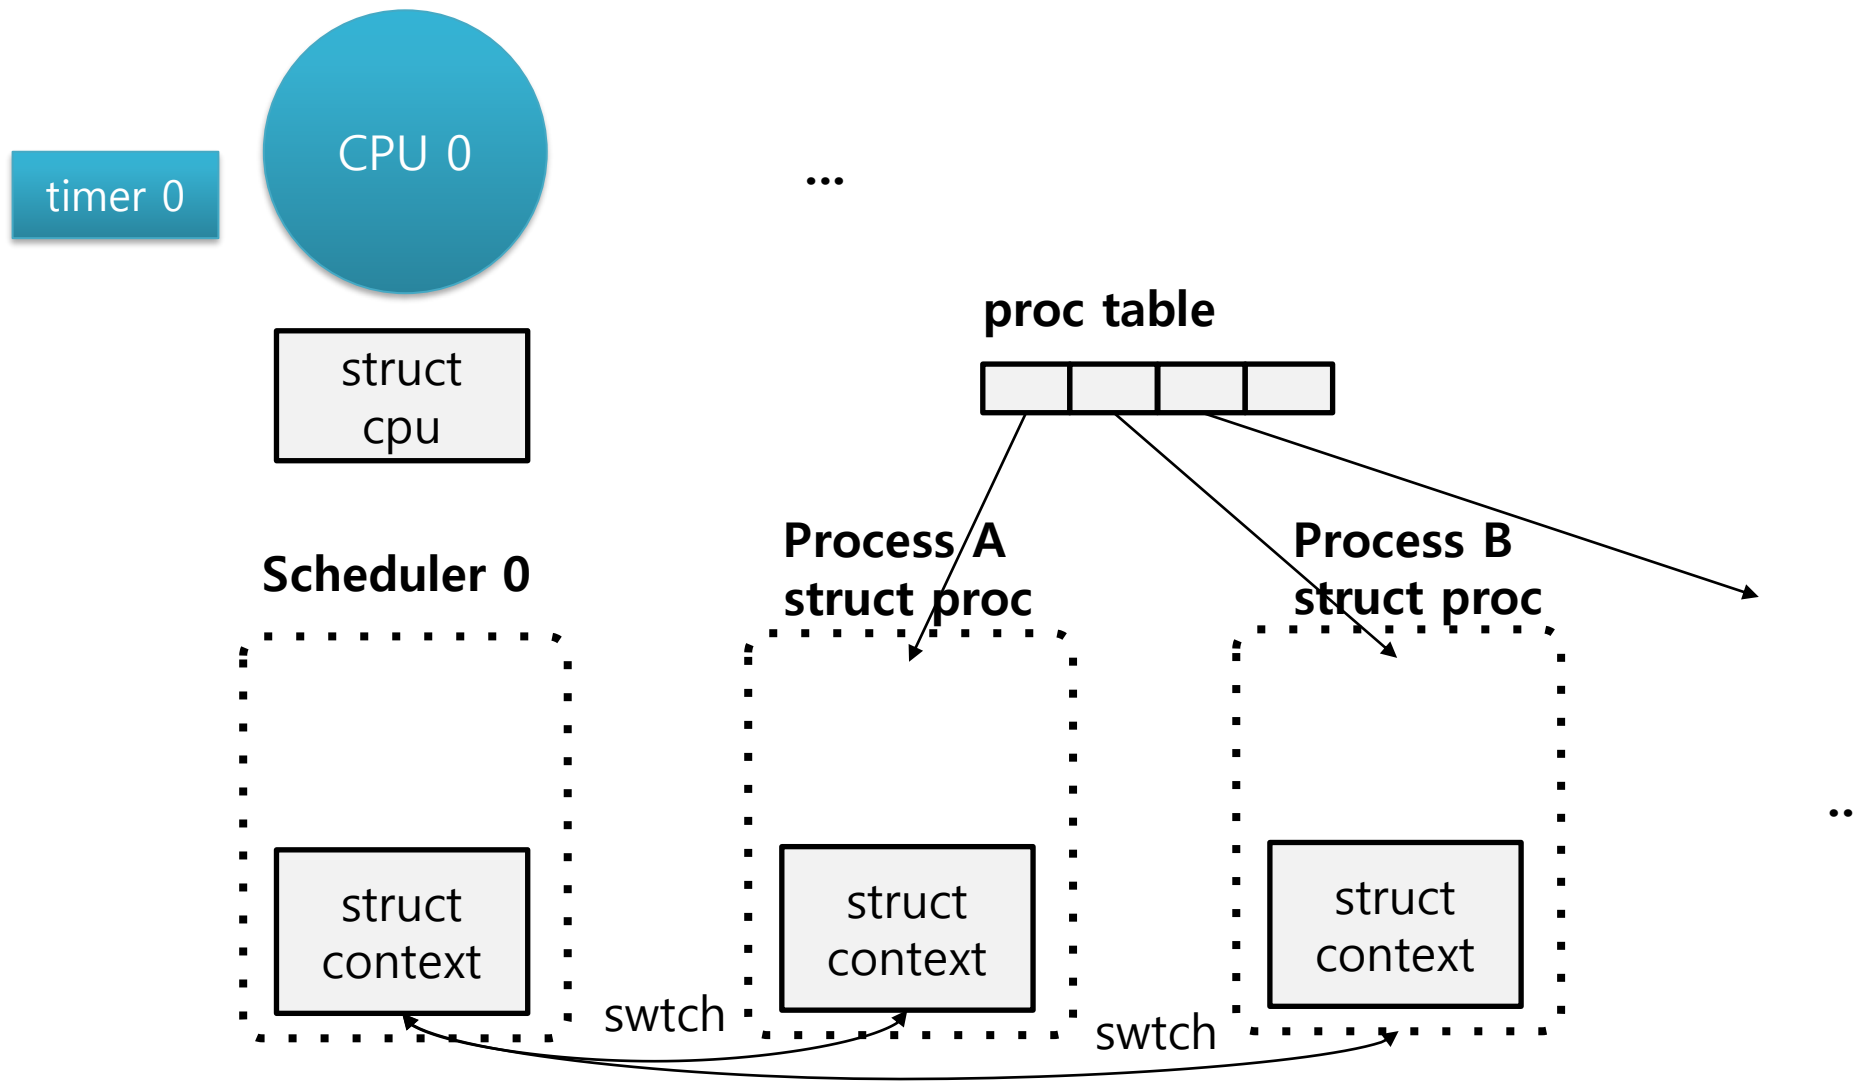 CPU 0
timer 0
...
proc table
struct
cpu
Process A
struct proc
Process B
struct proc
Scheduler 0
..
struct
context
struct
context
struct
context
swtch
swtch